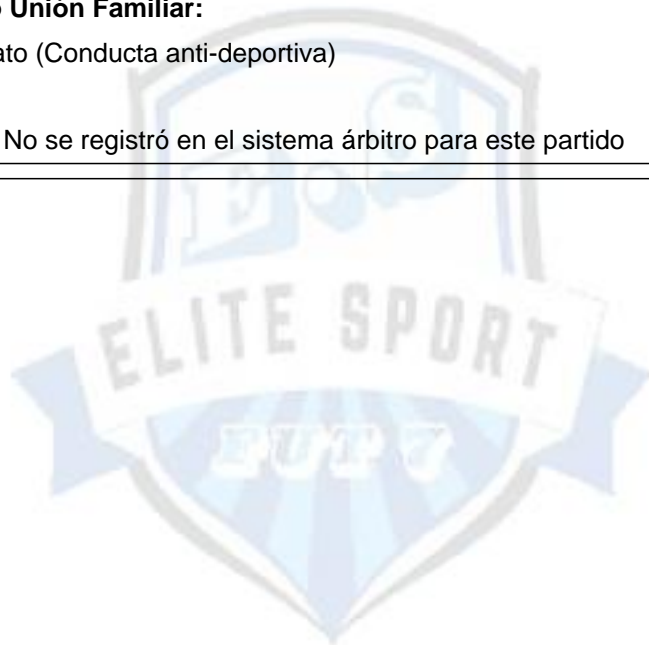 Unión Familiar:
(Conducta anti-deportiva)
No se registró en el sistema árbitro para este partido
E.S
ELITE SPORT
FUT 7